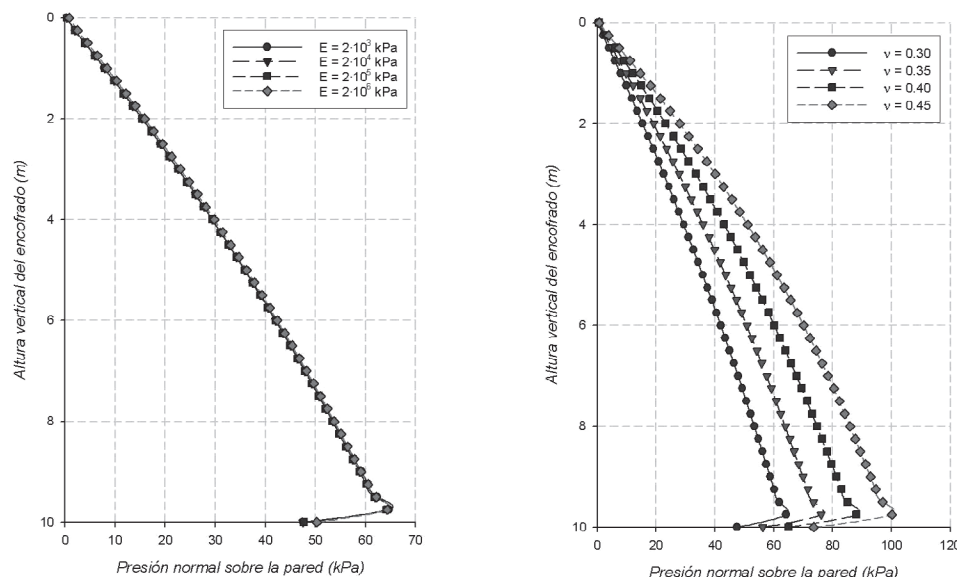 0
2
4
6
8
10
Altura vertical del encofrado (m)
E = 2·10³ kPa
E = 2·10⁴ kPa
E = 2·10⁵ kPa
E = 2·10⁶ kPa
0 10 20 30 40 50 60 70
Presión normal sobre la pared (kPa)
0
2
4
6
8
10
Altura vertical del encofrado (m)
ν = 0.30
ν = 0.35
ν = 0.40
ν = 0.45
0 20 40 60 80 100 120
Presión normal sobre la pared (kPa)